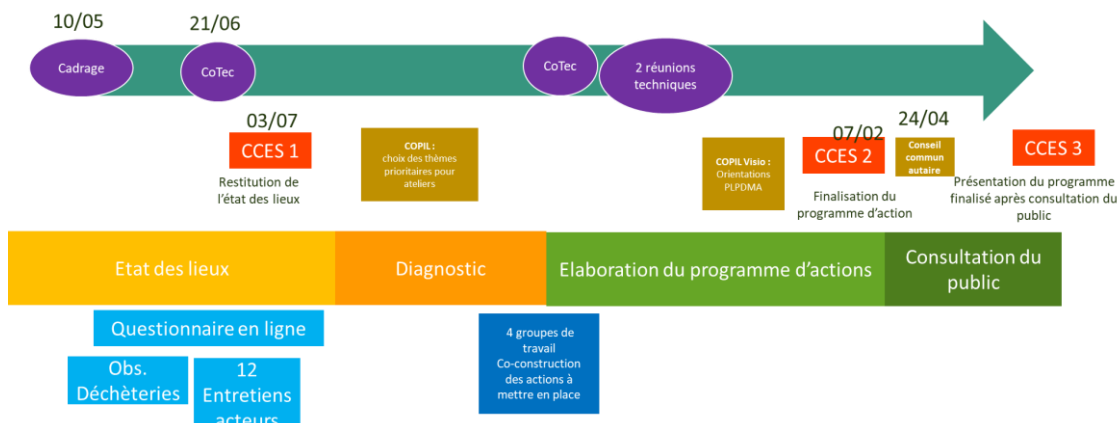 10/05
21/06
Cadrage
CoTec
CoTec
2 réunions
techniques
03/07
CCES 1
Restitution de
l'état des lieux
COPIL :
choix des thèmes
prioritaires pour
ateliers
COPIL Visio :
Orientations
PLPDMA
07/02
CCES 2
Finalisation du
programme d'action
24/04
Conseil
commun
autaire
CCES 3
Présentation du programme
finalisé après consultation du
public
Etat des lieux
Diagnostic
Elaboration du programme d'actions
Consultation du
public
Questionnaire en ligne
Obs.
Déchèteries
12
Entretiens
acteurs
4 groupes de
travail
Co-construction
des actions à
mettre en place